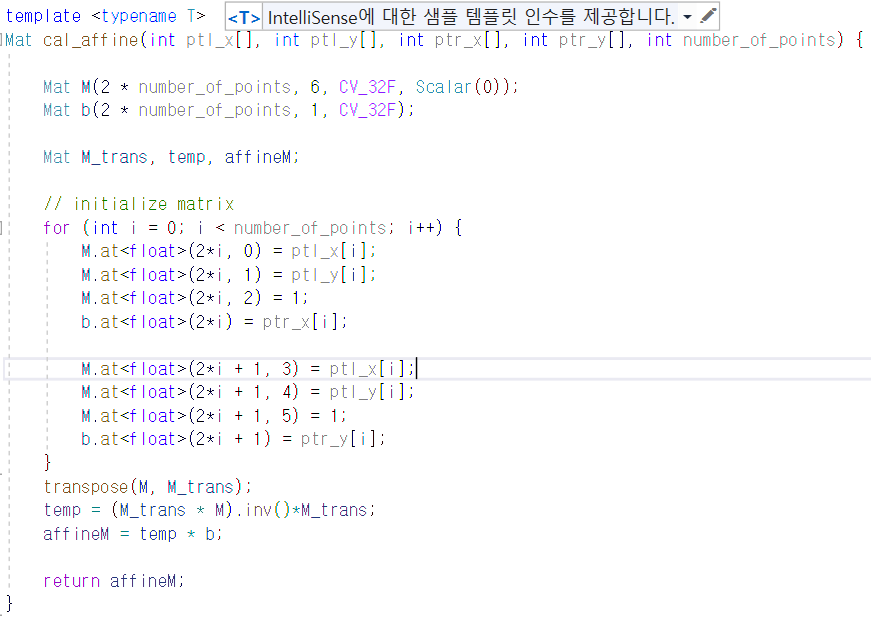 template <typename T> <T> IntelliSense에 대한 샘플 템플릿 인수를 제공합니다.
Mat cal_affine(int ptl_x[], int ptl_y[], int ptr_x[], int ptr_y[], int number_of_points) {
Mat M(2 * number_of_points, 6, CV_32F, Scalar(0));
Mat b(2 * number_of_points, 1, CV_32F);
Mat M_trans, temp, affineM;
// initialize matrix
for (int i = 0; i < number_of_points; i++) {
M.at<float>(2*i, 0) = ptl_x[i];
M.at<float>(2*i, 1) = ptl_y[i];
M.at<float>(2*i, 2) = 1;
b.at<float>(2*i) = ptr_x[i];
M.at<float>(2*i + 1, 3) = ptl_x[i];
M.at<float>(2*i + 1, 4) = ptl_y[i];
M.at<float>(2*i + 1, 5) = 1;
b.at<float>(2*i + 1) = ptr_y[i];
}
transpose(M, M_trans);
temp = (M_trans * M).inv()*M_trans;
affineM = temp * b;
return affineM;
}